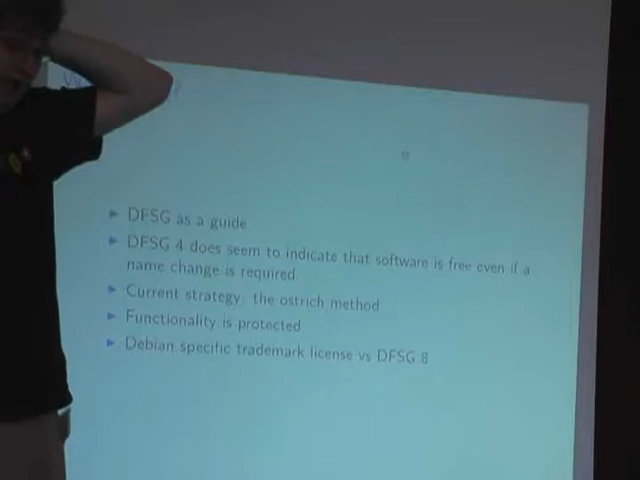 DFSG as a guide
DFSG 4 does seem to indicate that software is free even if a
name change is required
Current strategy: the ostrich method
Functionality is protected
Debian specific trademark license vs DFSG 8